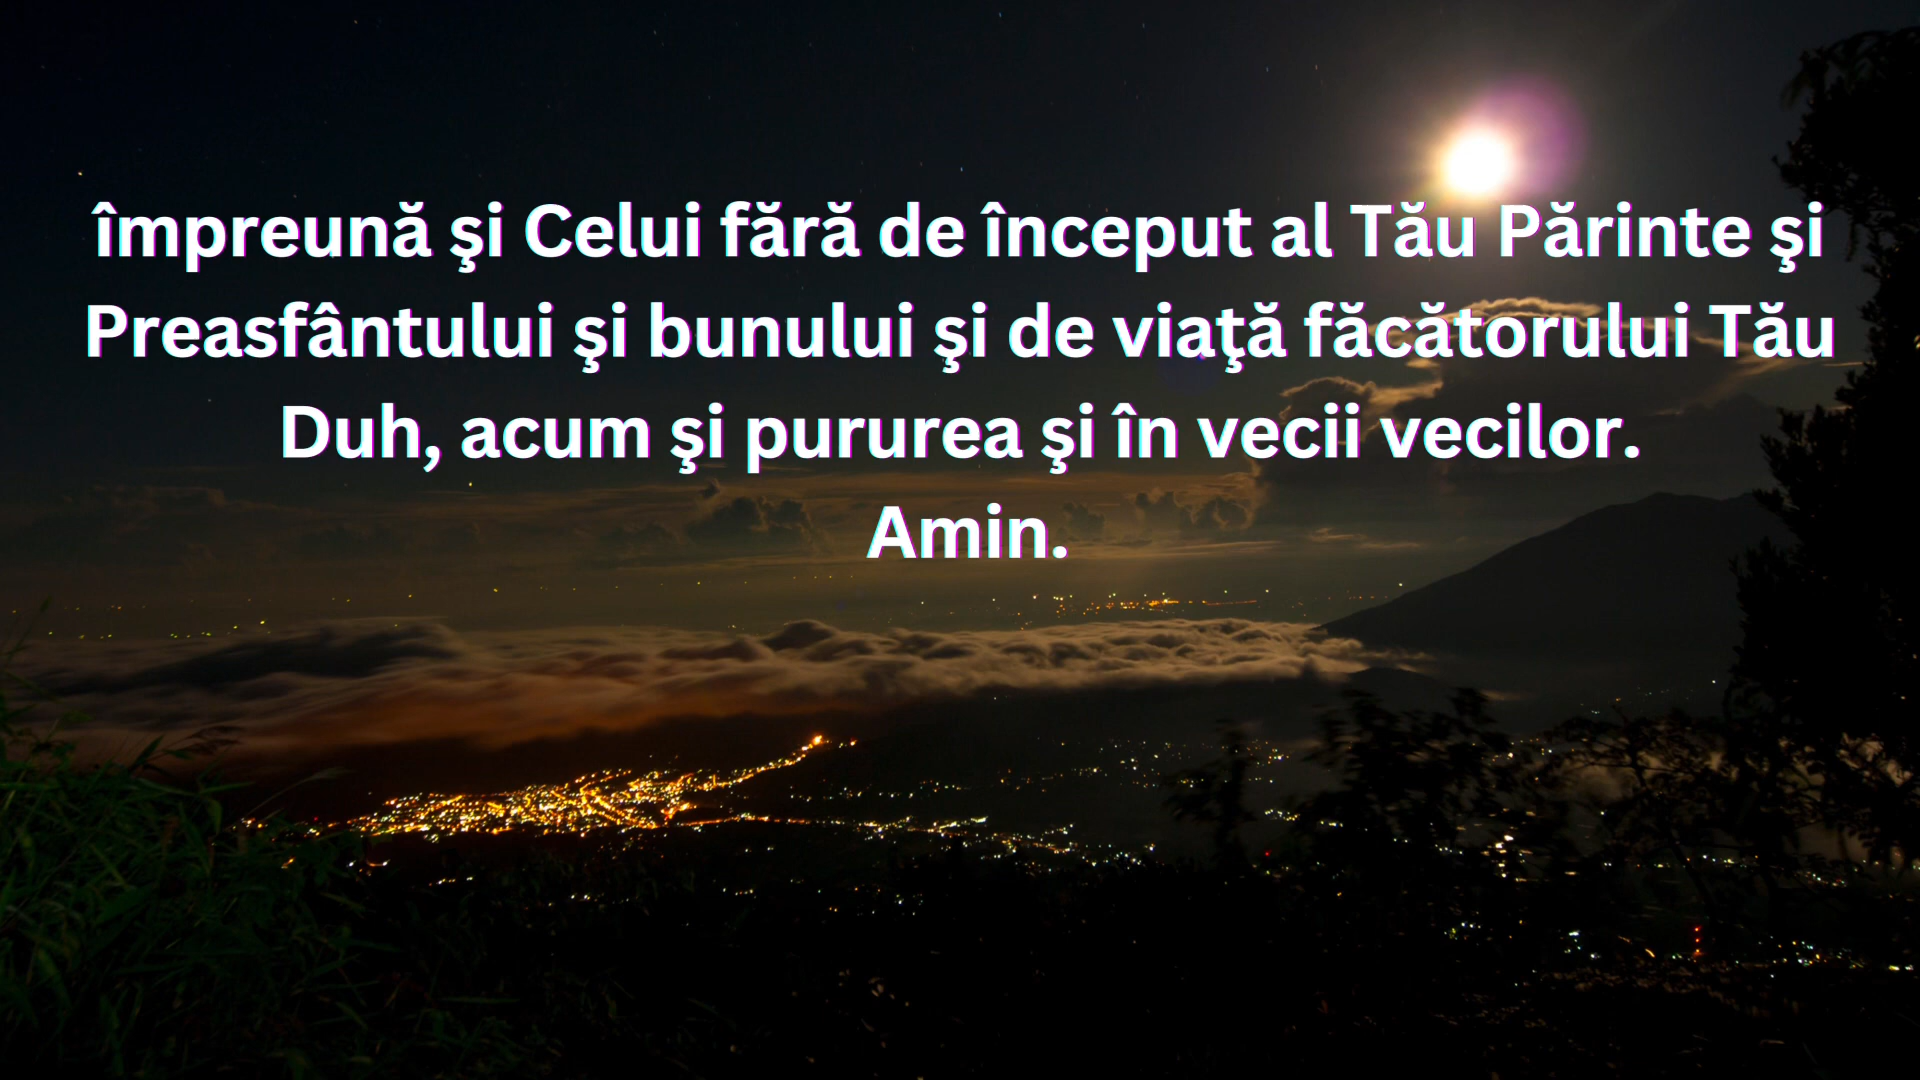 împreună şi Celui fără de început al Tău Părinte şi
Preasfântului şi bunului şi de viaţă făcătorului Tău
Duh, acum şi pururea şi în vecii vecilor.
Amin.